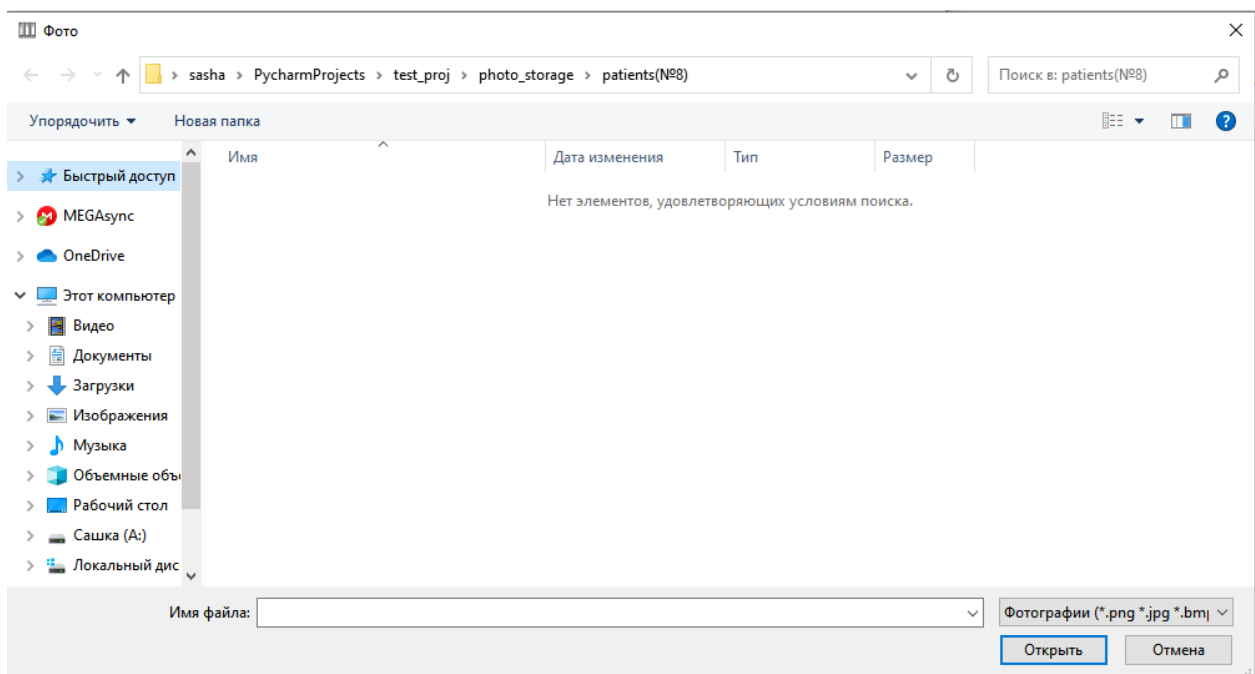 Фото
sasha › PycharmProjects › test_proj › photo_storage › patients(№8)
Поиск в: patients(№8)
Упорядочить
Новая папка
Имя
Дата изменения
Тип
Размер
Нет элементов, удовлетворяющих условиям поиска.
Быстрый доступ
MEGAsync
OneDrive
Этот компьютер
Видео
Документы
Загрузки
Изображения
Музыка
Объемные объ
Рабочий стол
Сашка (A:)
Локальный дис
Имя файла:
Фотографии (*.png *.jpg *.bm
Открыть
Отмена